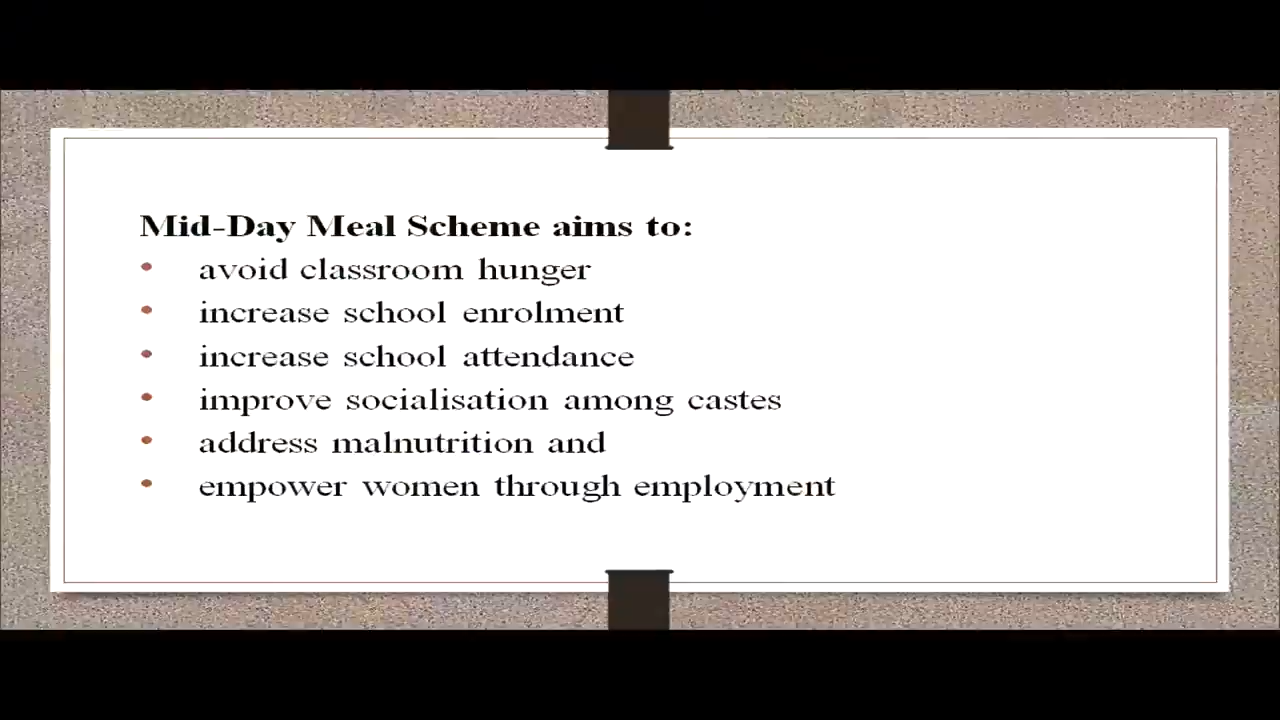 Mid-Day Meal Scheme aims to:
• avoid classroom hunger
• increase school enrolment
• increase school attendance
• improve socialisation among castes
• address malnutrition and
• empower women through employment